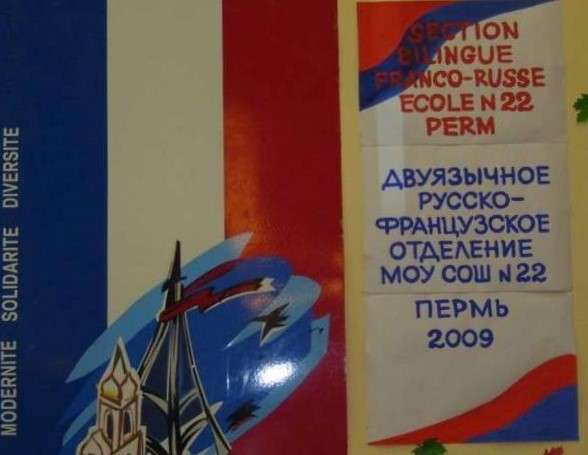 MODERNITE SOLIDARITE DIVERSITE
SECTION
BILINGUE
FRANCO-RUSSE
ECOLE N 22
PERM
ДВУЯЗЫЧНОЕ
РУССКО-
ФРАНЦУЗСКОЕ
ОТДЕЛЕНИЕ
МОУ СОШ N 22
ПЕРМЬ
2009